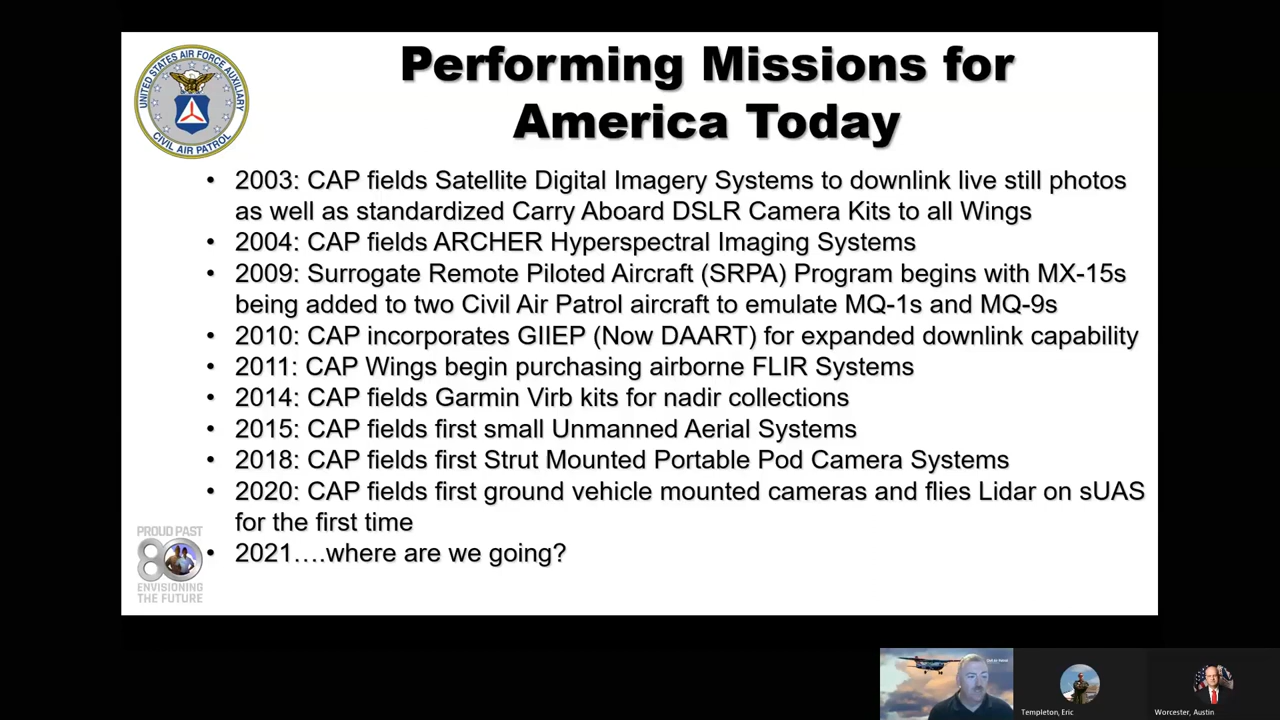 UNITED STATES AIR FORCE AUXILIARY
CIVIL AIR PATROL
Performing Missions for
America Today
• 2003: CAP fields Satellite Digital Imagery Systems to downlink live still photos
as well as standardized Carry Aboard DSLR Camera Kits to all Wings
• 2004: CAP fields ARCHER Hyperspectral Imaging Systems
• 2009: Surrogate Remote Piloted Aircraft (SRPA) Program begins with MX-15s
being added to two Civil Air Patrol aircraft to emulate MQ-1s and MQ-9s
• 2010: CAP incorporates GIIEP (Now DAART) for expanded downlink capability
• 2011: CAP Wings begin purchasing airborne FLIR Systems
• 2014: CAP fields Garmin Virb kits for nadir collections
• 2015: CAP fields first small Unmanned Aerial Systems
• 2018: CAP fields first Strut Mounted Portable Pod Camera Systems
• 2020: CAP fields first ground vehicle mounted cameras and flies Lidar on sUAS
for the first time
• 2021….where are we going?
PROUD PAST
80
ENVISIONING
THE FUTURE
Templeton, Eric
Worcester, Austin